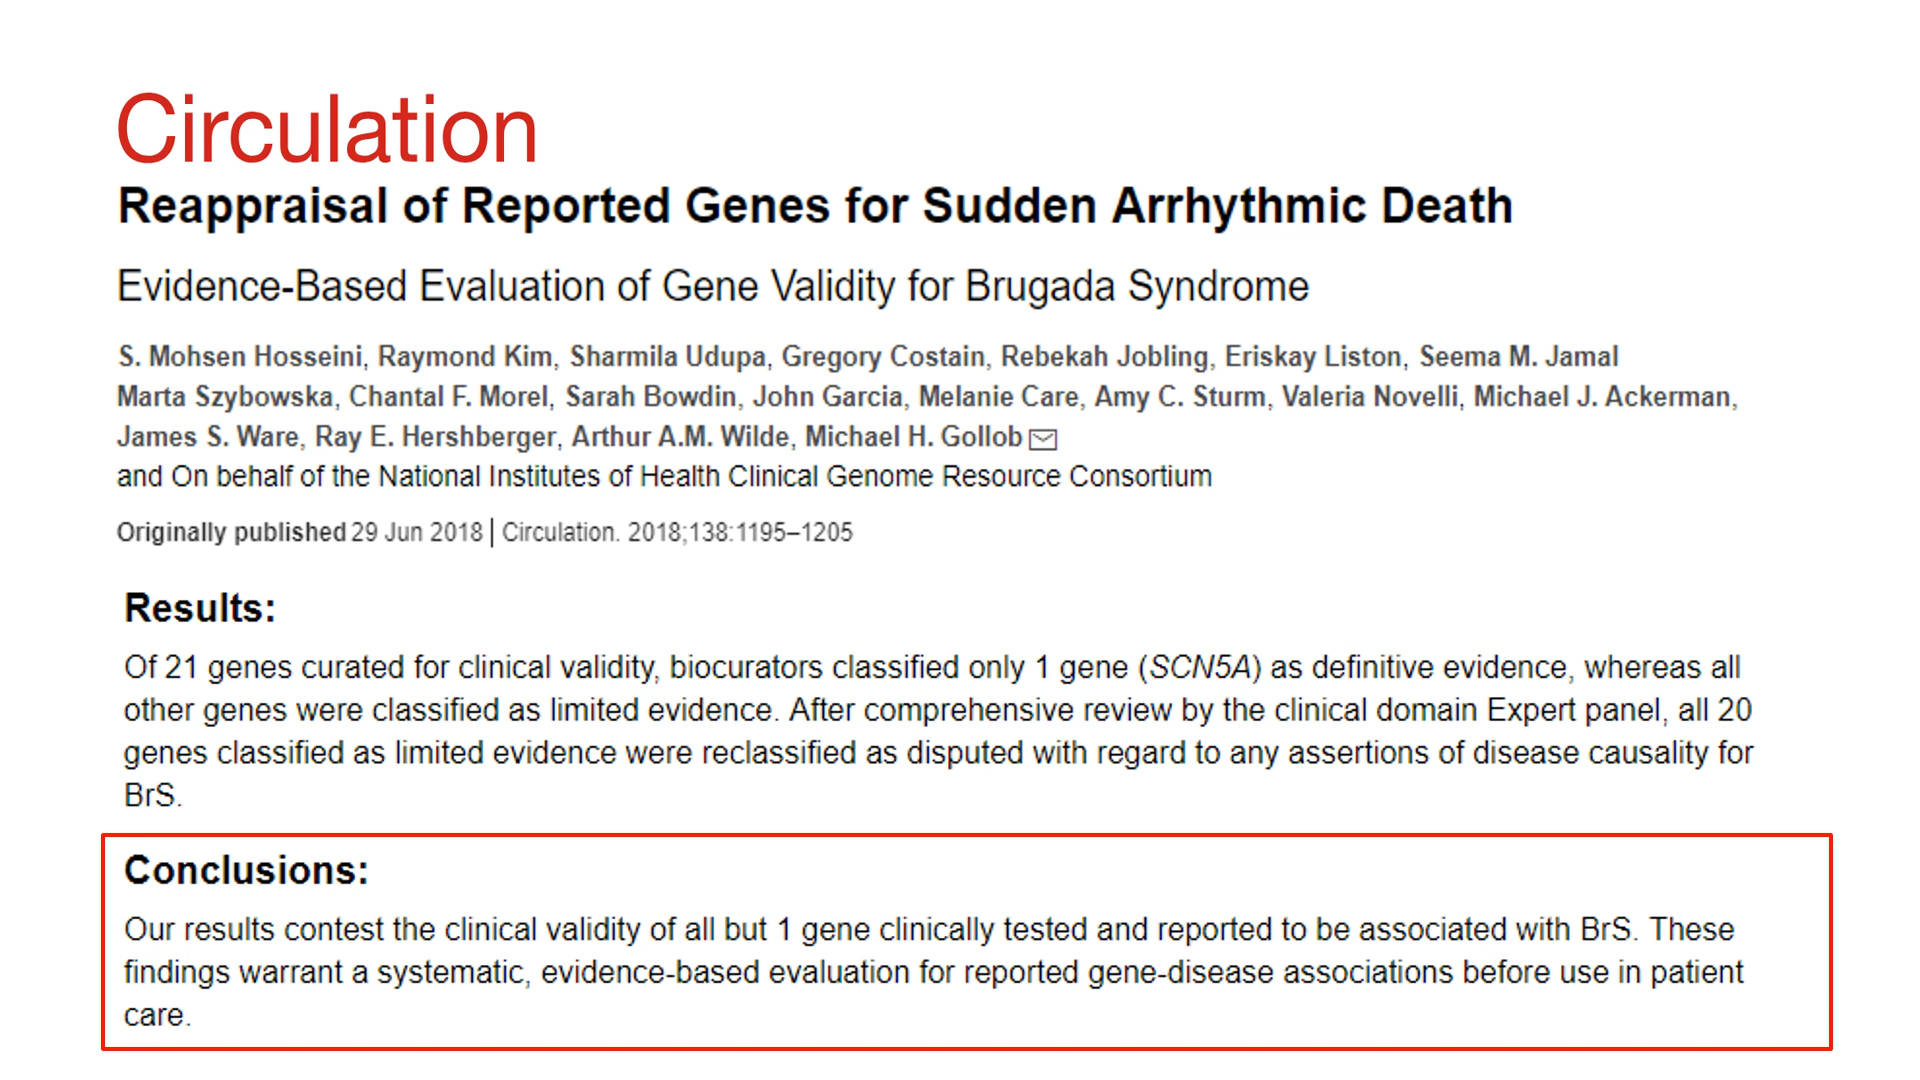 Circulation
Reappraisal of Reported Genes for Sudden Arrhythmic Death
Evidence-Based Evaluation of Gene Validity for Brugada Syndrome
S. Mohsen Hosseini, Raymond Kim, Sharmila Udupa, Gregory Costain, Rebekah Jobling, Eriskay Liston, Seema M. Jamal
Marta Szybowska, Chantal F. Morel, Sarah Bowdin, John Garcia, Melanie Care, Amy C. Sturm, Valeria Novelli, Michael J. Ackerman,
James S. Ware, Ray E. Hershberger, Arthur A.M. Wilde, Michael H. Gollob
and On behalf of the National Institutes of Health Clinical Genome Resource Consortium
Originally published 29 Jun 2018 | Circulation. 2018;138:1195–1205
Results:
Of 21 genes curated for clinical validity, biocurators classified only 1 gene (SCN5A) as definitive evidence, whereas all
other genes were classified as limited evidence. After comprehensive review by the clinical domain Expert panel, all 20
genes classified as limited evidence were reclassified as disputed with regard to any assertions of disease causality for
BrS.
Conclusions:
Our results contest the clinical validity of all but 1 gene clinically tested and reported to be associated with BrS. These
findings warrant a systematic, evidence-based evaluation for reported gene-disease associations before use in patient
care.